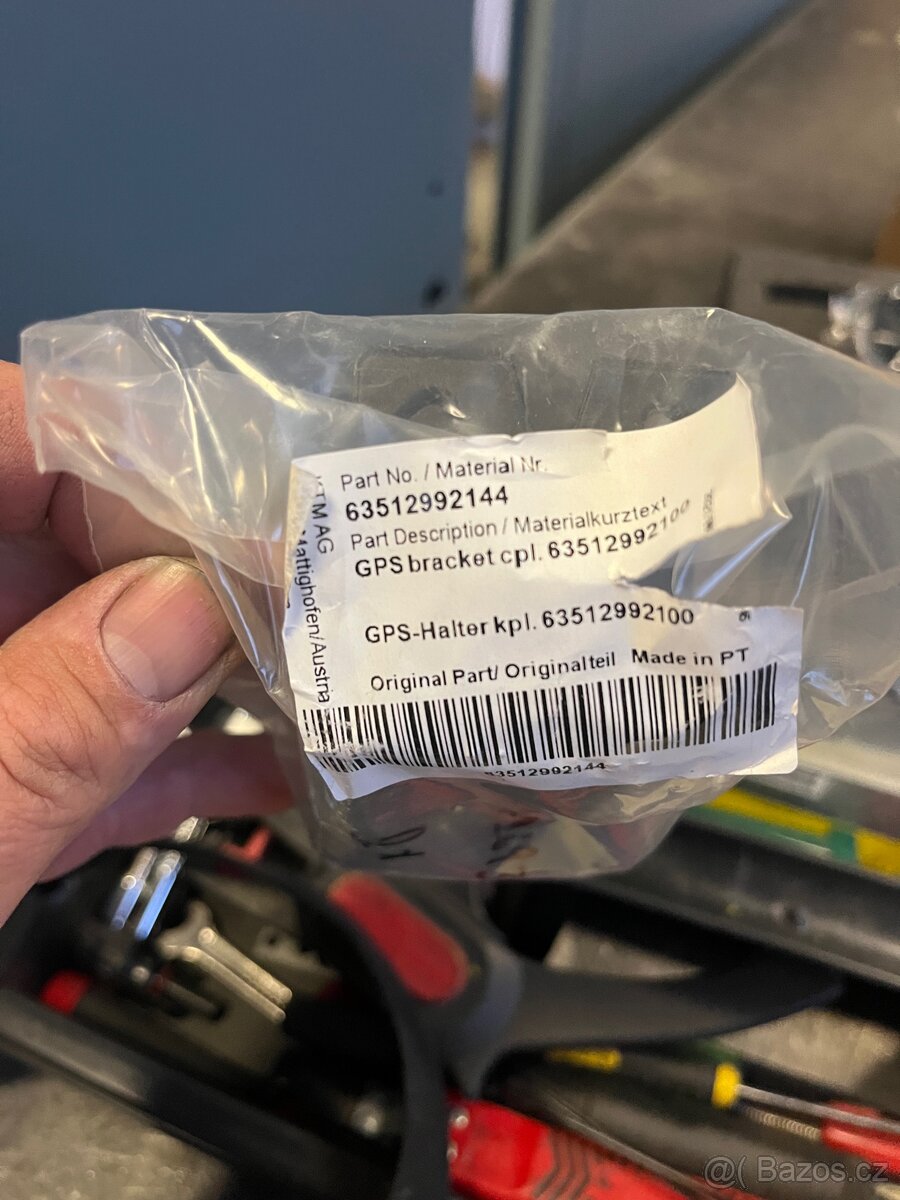 Part No. / Material Nr.
63512992144
Part Description / Materialkurztext
GPS bracket cpl. 63512992100
GPS-Halter kpl. 63512992100
Original Part/ Originalteil Made in PT
63512992144
KTM AG
Mattighofen/Austria
@( Bazos.cz